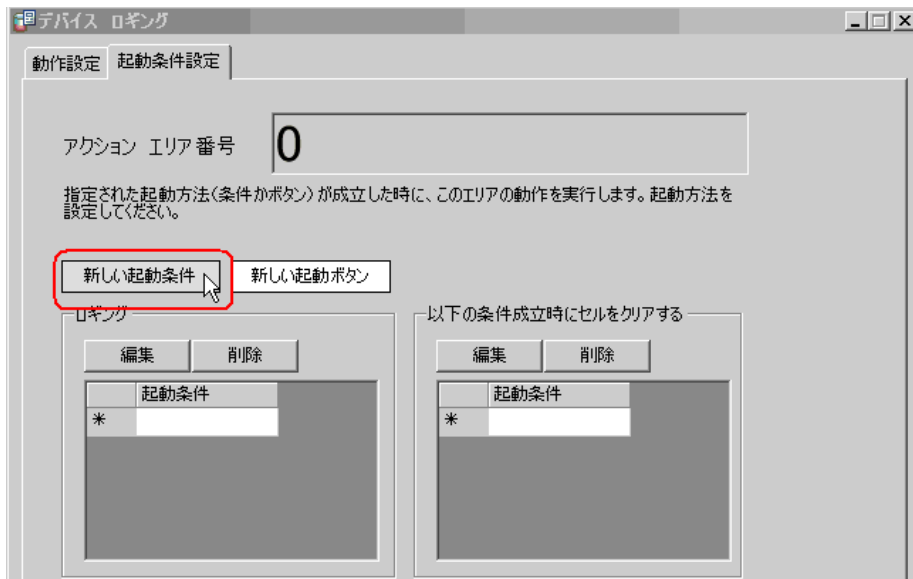 デバイス ロギング
動作設定 起動条件設定
アクション エリア番号 0
指定された起動方法(条件かボタン)が成立した時に、このエリアの動作を実行します。起動方法を
設定してください。
新しい起動条件 新しい起動ボタン
ロギング 以下の条件成立時にセルをクリアする
編集 削除 編集 削除
起動条件 起動条件
* *